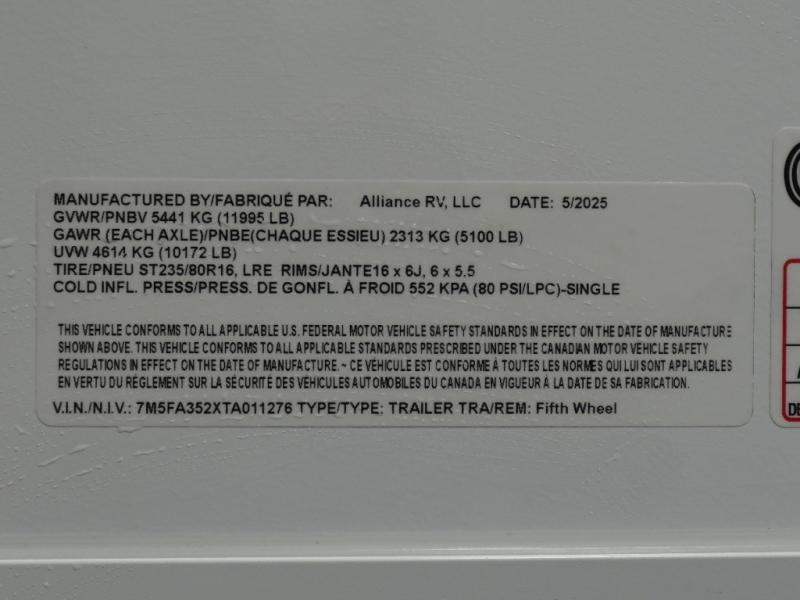 MANUFACTURED BY/FABRIQUÉ PAR: Alliance RV, LLC DATE: 5/2025
GVWR/PNBV 5441 KG (11995 LB)
GAWR (EACH AXLE)/PNBE(CHAQUE ESSIEU) 2313 KG (5100 LB)
UVW 4614 KG (10172 LB)
TIRE/PNEU ST235/80R16, LRE RIMS/JANTE16 x 6J, 6 x 5.5
COLD INFL. PRESS/PRESS. DE GONFL. À FROID 552 KPA (80 PSI/LPC)-SINGLE
THIS VEHICLE CONFORMS TO ALL APPLICABLE U.S. FEDERAL MOTOR VEHICLE SAFETY STANDARDS IN EFFECT ON THE DATE OF MANUFACTURE
SHOWN ABOVE. THIS VEHICLE CONFORMS TO ALL APPLICABLE STANDARDS PRESCRIBED UNDER THE CANADIAN MOTOR VEHICLE SAFETY
REGULATIONS IN EFFECT ON THE DATE OF MANUFACTURE. ~ CE VÉHICULE EST CONFORME À TOUTES LES NORMES QUI LUI SONT APPLICABLES
EN VERTU DU RÉGLEMENT SUR LA SÉCURITÉ DES VÉHICULES AUTOMOBILES DU CANADA EN VIGUEUR À LA DATE DE SA FABRICATION.
V.I.N./N.I.V.: 7M5FA352XTA011276 TYPE/TYPE: TRAILER TRA/REM: Fifth Wheel